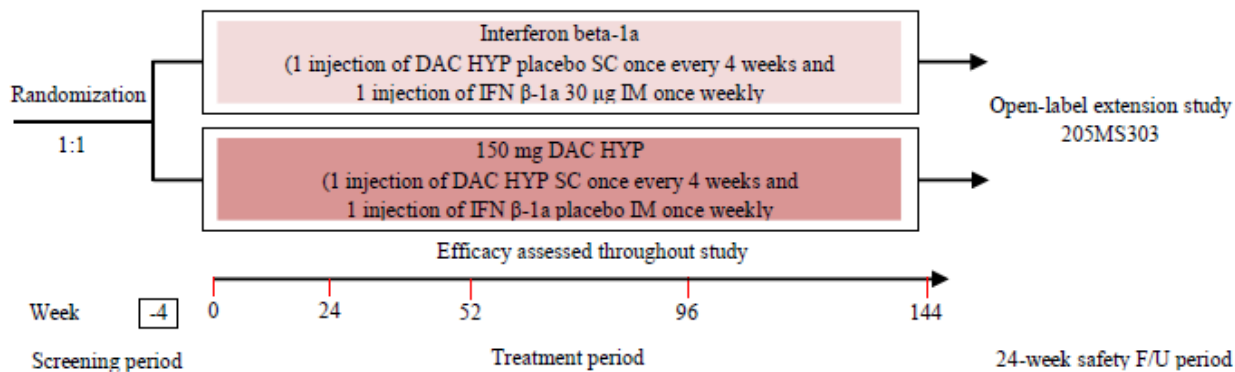 Interferon beta-1a
(1 injection of DAC HYP placebo SC once every 4 weeks and
1 injection of IFN β-1a 30 µg IM once weekly
Randomization
1:1
150 mg DAC HYP
(1 injection of DAC HYP SC once every 4 weeks and
1 injection of IFN β-1a placebo IM once weekly
Open-label extension study
205MS303
Efficacy assessed throughout study
Week -4 0 24 52 96 144
Screening period Treatment period 24-week safety F/U period